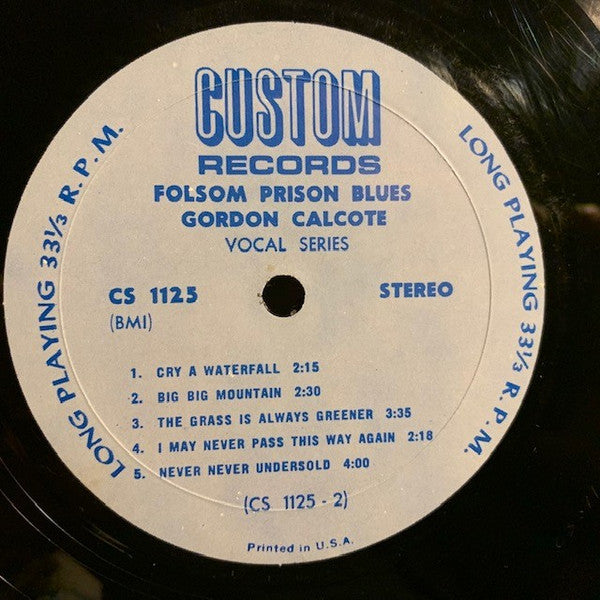 CUSTOM
RECORDS
FOLSOM PRISON BLUES
GORDON CALCOTE
VOCAL SERIES
CS 1125
STEREO
(BMI)
1. CRY A WATERFALL 2:15
2. BIG BIG MOUNTAIN 2:30
3. THE GRASS IS ALWAYS GREENER 3:35
4. I MAY NEVER PASS THIS WAY AGAIN 2:18
5. NEVER NEVER UNDERSOLD 4:00
(CS 1125 - 2)
Printed in U.S.A.
LONG PLAYING 33⅓ R.P.M.
LONG PLAYING 33⅓ R.P.M.